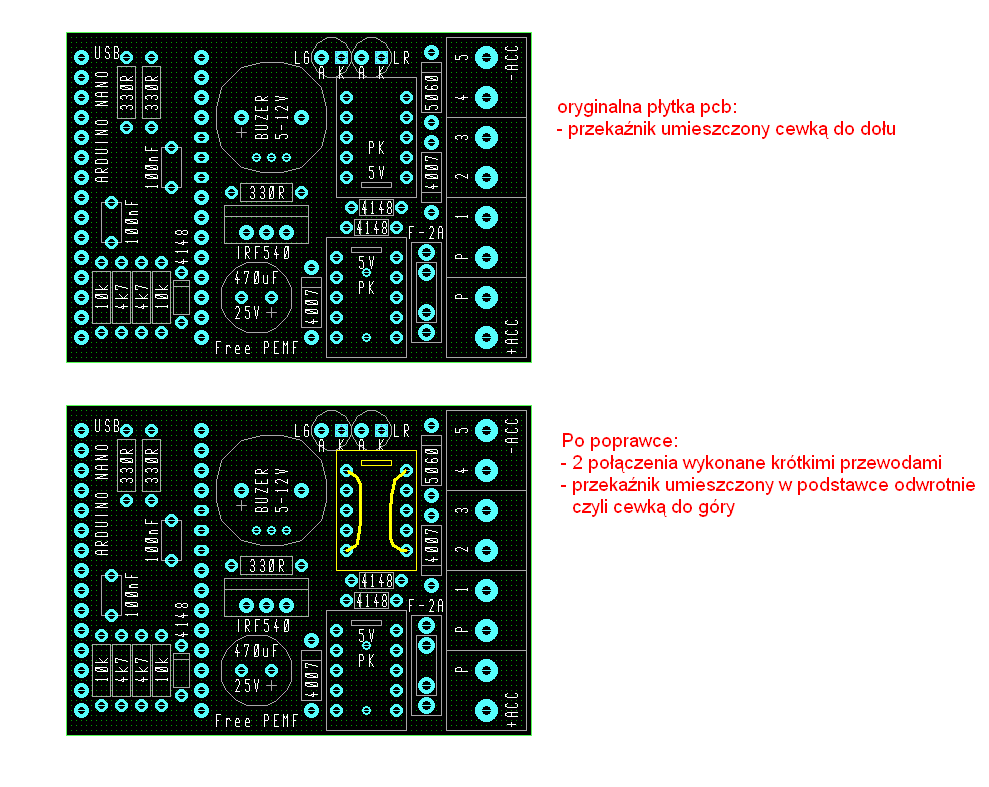 USB
LG
A K
A K
LR
5
-ACC
ARDUINO NANO
330R
330R
BUZER
5-12V
+
5060
4
PK
5V
3
100nF
4007
2
330R
4148
4148
1
100nF
IRF540
F-2A
4148
5V
PK
P
10k
4k7
4k7
10k
470uF
25V +
4007
P
Free PEMF
+ACC
oryginalna płytka pcb:
- przekaźnik umieszczony cewką do dołu
USB
LG
A K
A K
LR
5
-ACC
ARDUINO NANO
330R
330R
BUZER
5-12V
+
5060
4
3
100nF
4007
2
330R
4148
4148
1
100nF
IRF540
F-2A
4148
5V
PK
P
10k
4k7
4k7
10k
470uF
25V +
4007
P
Free PEMF
+ACC
Po poprawce:
- 2 połączenia wykonane krótkimi przewodami
- przekaźnik umieszczony w podstawce odwrotnie
czyli cewką do góry